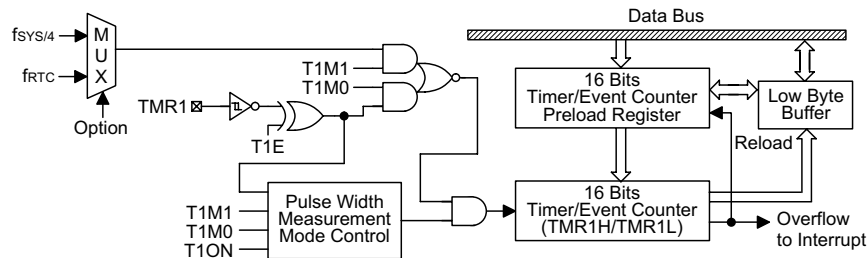 Data Bus
fSYS/4
M
U
X
fRTC
Option
T1M1
T1M0
TMR1
T1E
16 Bits
Timer/Event Counter
Preload Register
Low Byte
Buffer
Reload
Pulse Width
Measurement
Mode Control
T1M1
T1M0
T1ON
16 Bits
Timer/Event Counter
(TMR1H/TMR1L)
Overflow
to Interrupt